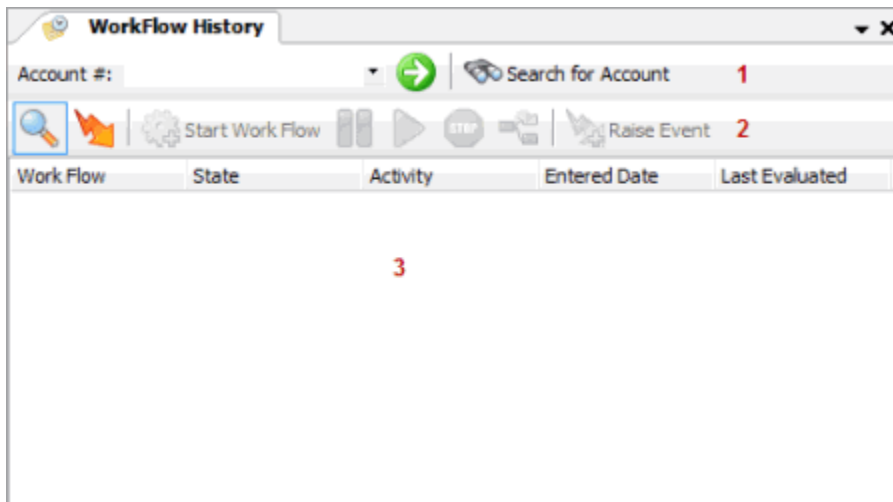 WorkFlow History
Account #: Search for Account 1
Start Work Flow STOP Raise Event 2
Work Flow State Activity Entered Date Last Evaluated
3